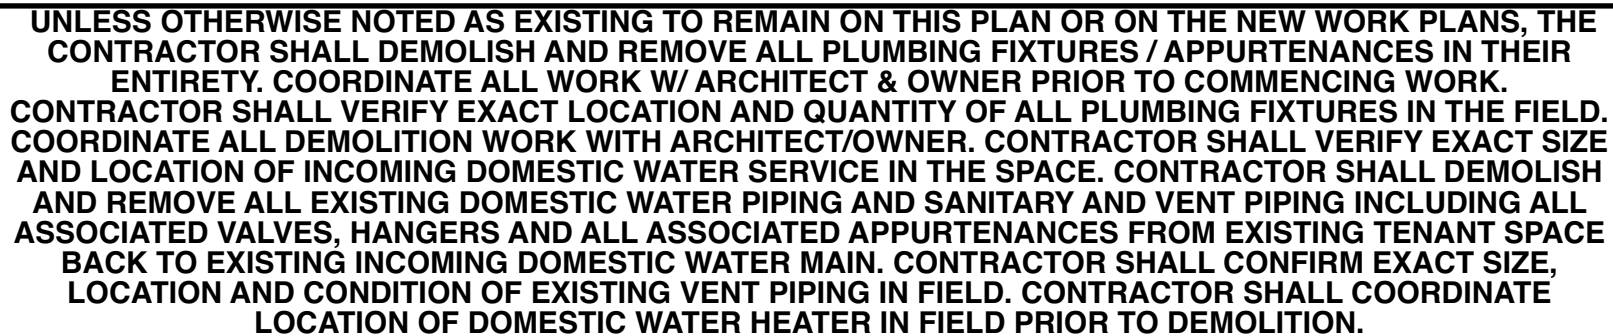 UNLESS OTHERWISE NOTED AS EXISTING TO REMAIN ON THIS PLAN OR ON THE NEW WORK PLANS, THE
CONTRACTOR SHALL DEMOLISH AND REMOVE ALL PLUMBING FIXTURES / APPURTENANCES IN THEIR
ENTIRETY. COORDINATE ALL WORK W/ ARCHITECT & OWNER PRIOR TO COMMENCING WORK.
CONTRACTOR SHALL VERIFY EXACT LOCATION AND QUANTITY OF ALL PLUMBING FIXTURES IN THE FIELD.
COORDINATE ALL DEMOLITION WORK WITH ARCHITECT/OWNER. CONTRACTOR SHALL VERIFY EXACT SIZE
AND LOCATION OF INCOMING DOMESTIC WATER SERVICE IN THE SPACE. CONTRACTOR SHALL DEMOLISH
AND REMOVE ALL EXISTING DOMESTIC WATER PIPING AND SANITARY AND VENT PIPING INCLUDING ALL
ASSOCIATED VALVES, HANGERS AND ALL ASSOCIATED APPURTENANCES FROM EXISTING TENANT SPACE
BACK TO EXISTING INCOMING DOMESTIC WATER MAIN. CONTRACTOR SHALL CONFIRM EXACT SIZE,
LOCATION AND CONDITION OF EXISTING VENT PIPING IN FIELD. CONTRACTOR SHALL COORDINATE
LOCATION OF DOMESTIC WATER HEATER IN FIELD PRIOR TO DEMOLITION.